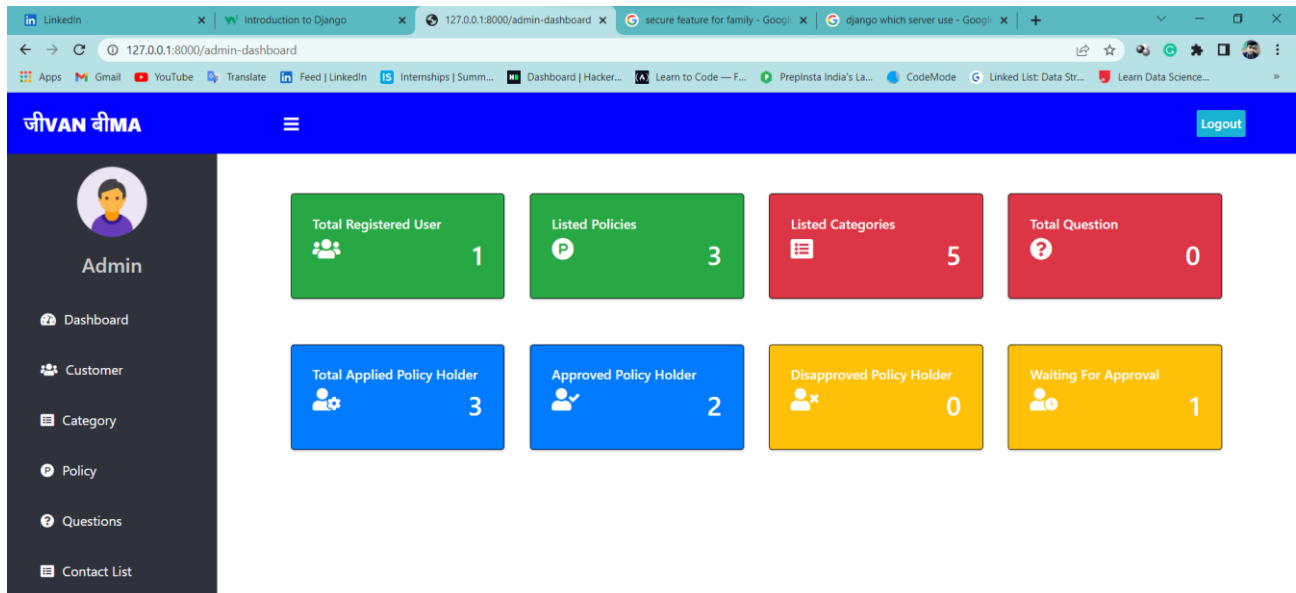 LinkedIn
Introduction to Django
127.0.0.1:8000/admin-dashboard
secure feature for family - Googl
django which server use - Googl
127.0.0.1:8000/admin-dashboard
Apps
Gmail
YouTube
Translate
Feed | LinkedIn
Internships | Summ...
Dashboard | Hacker...
Learn to Code — F...
PrepInsta India's La...
CodeMode
Linked List: Data Str...
Learn Data Science...
जीVAN बीMA
Logout
Admin
Dashboard
Customer
Category
Policy
Questions
Contact List
Total Registered User
1
Listed Policies
3
Listed Categories
5
Total Question
0
Total Applied Policy Holder
3
Approved Policy Holder
2
Disapproved Policy Holder
0
Waiting For Approval
1